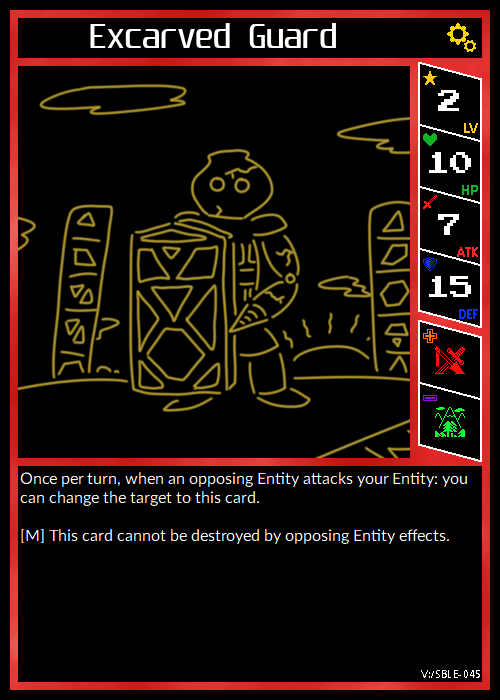 Excarved Guard
2
LV
10
HP
7
ATK
15
DEF
Once per turn, when an opposing Entity attacks your Entity: you
can change the target to this card.
[M] This card cannot be destroyed by opposing Entity effects.
V:/SBLE-045